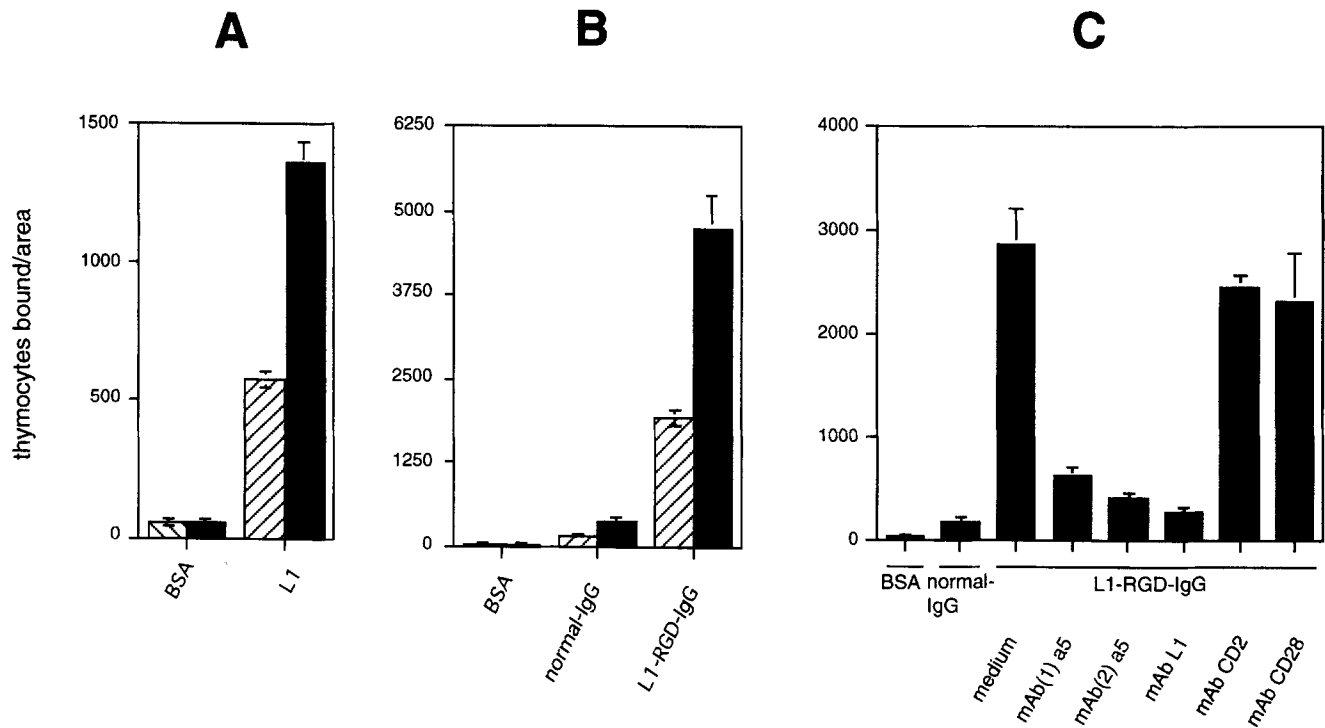 A
B
C
thymocytes bound/area
1500
1000
500
0
BSA
L1
6250
5000
3750
2500
1250
0
BSA
normal-IgG
L1-RGD-IgG
4000
3000
2000
1000
0
BSA normal-
IgG
L1-RGD-IgG
medium
mAb(1) a5
mAb(2) a5
mAb L1
mAb CD2
mAb CD28